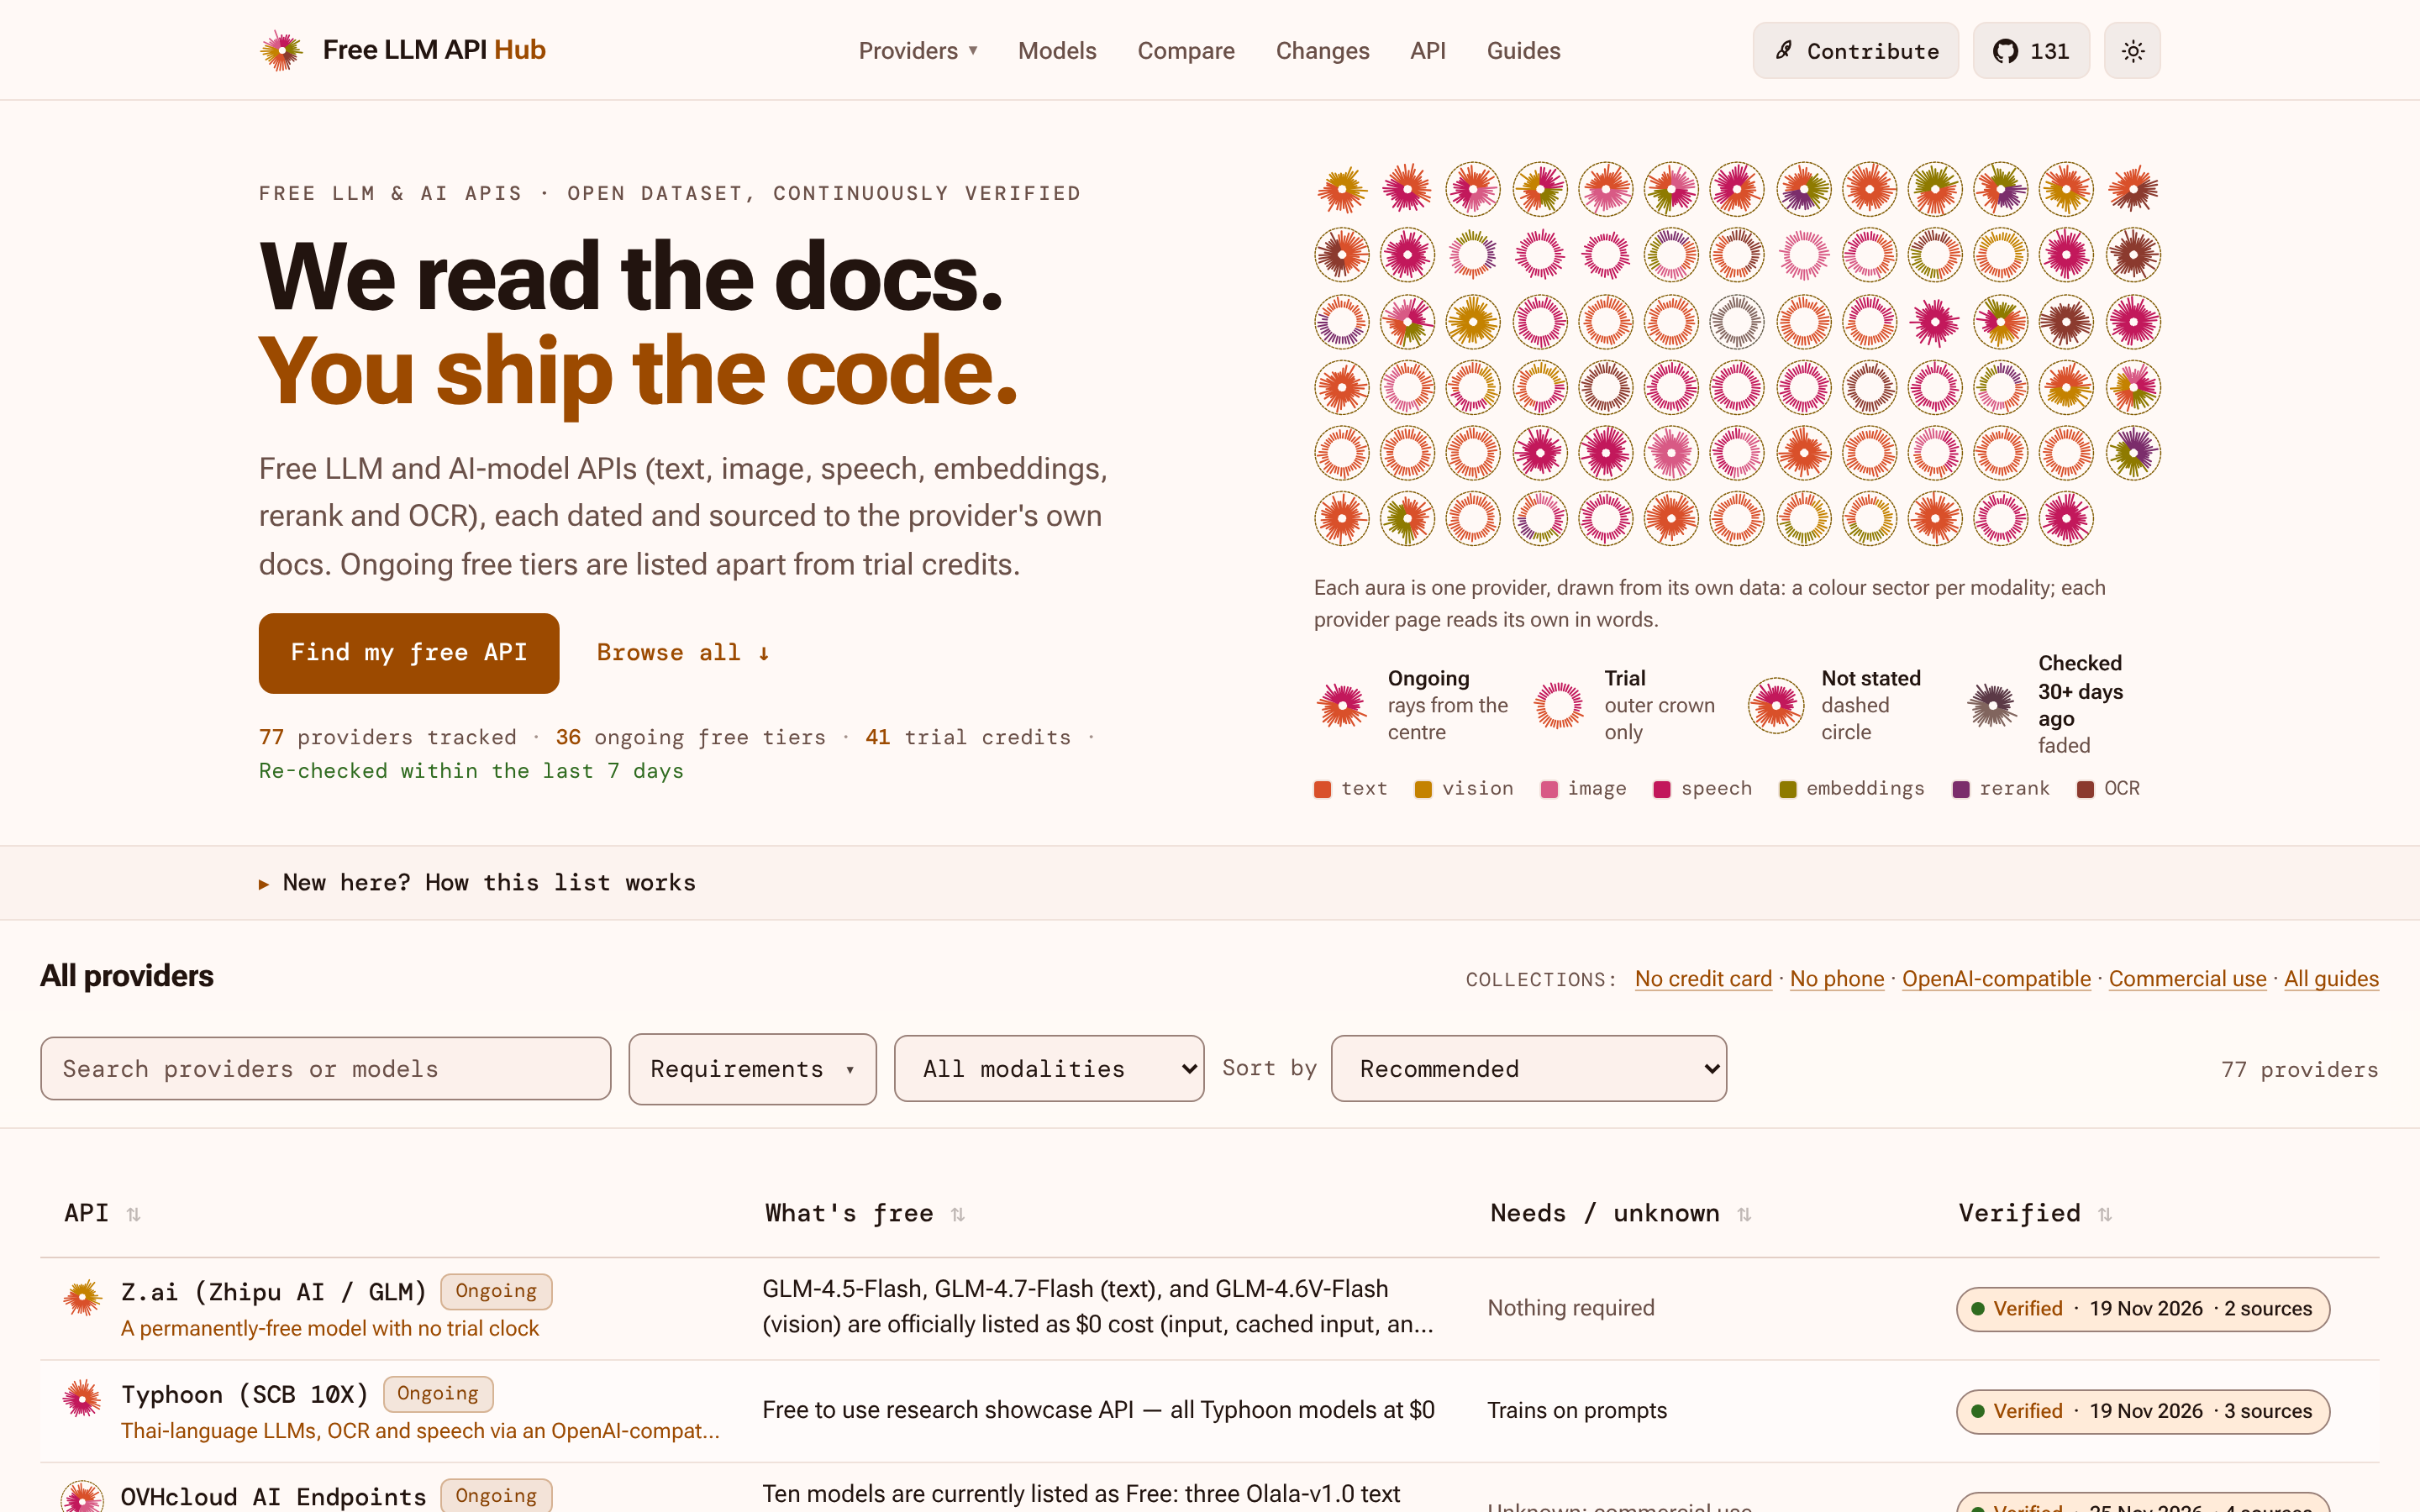 Free LLM API Hub
Providers ▾
Models
Compare
Changes
API
Guides
Contribute
131
FREE LLM & AI APIS · OPEN DATASET, CONTINUOUSLY VERIFIED
We read the docs.
You ship the code.
Free LLM and AI-model APIs (text, image, speech, embeddings,
rerank and OCR), each dated and sourced to the provider's own
docs. Ongoing free tiers are listed apart from trial credits.
Find my free API
Browse all ↓
77 providers tracked · 36 ongoing free tiers · 41 trial credits ·
Re-checked within the last 7 days
Each aura is one provider, drawn from its own data: a colour sector per modality; each
provider page reads its own in words.
Ongoing
rays from the
centre
Trial
outer crown
only
Not stated
dashed
circle
Checked
30+ days
ago
faded
text
vision
image
speech
embeddings
rerank
OCR
▸ New here? How this list works
All providers
COLLECTIONS: No credit card · No phone · OpenAI-compatible · Commercial use · All guides
Search providers or models
Requirements ▾
All modalities
Sort by
Recommended
77 providers
API ⇅
What's free ⇅
Needs / unknown ⇅
Verified ⇅
Z.ai (Zhipu AI / GLM) Ongoing
A permanently-free model with no trial clock
GLM-4.5-Flash, GLM-4.7-Flash (text), and GLM-4.6V-Flash
(vision) are officially listed as $0 cost (input, cached input, an…
Nothing required
Verified · 19 Nov 2026 · 2 sources
Typhoon (SCB 10X) Ongoing
Thai-language LLMs, OCR and speech via an OpenAI-compat…
Free to use research showcase API — all Typhoon models at $0
Trains on prompts
Verified · 19 Nov 2026 · 3 sources
OVHcloud AI Endpoints Ongoing
Ten models are currently listed as Free: three Olala-v1.0 text
Unknown: commercial use
Verified · 25 Nov 2026 · 4 sources